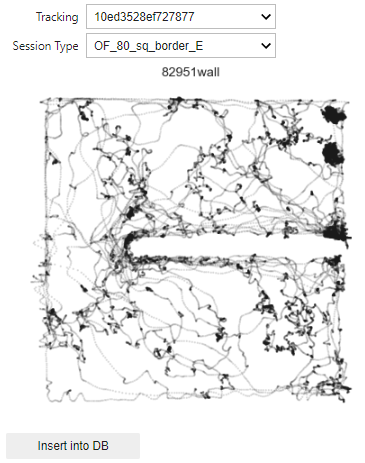 Tracking 10ed3528ef727877
Session Type OF_80_sq_border_E
82951wall
Insert into DB